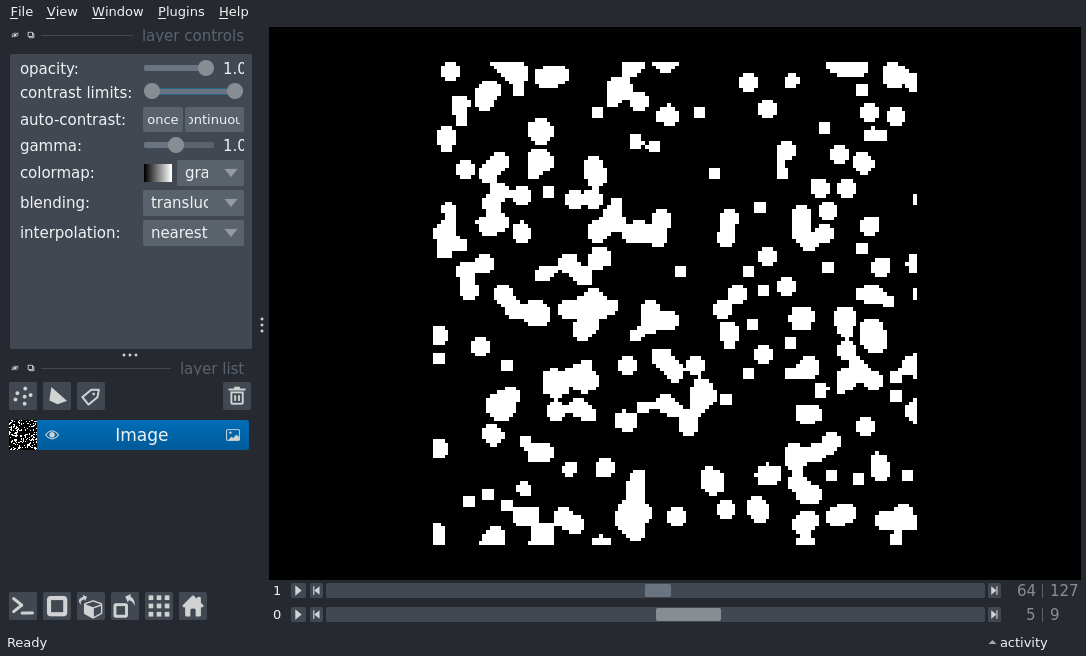 File View Window Plugins Help
layer controls
opacity: 1.0
contrast limits:
auto-contrast: once ontinuou
gamma: 1.0
colormap: gra
blending: transluc
interpolation: nearest
layer list
Image
1 64 | 127
0 5 | 9
Ready activity